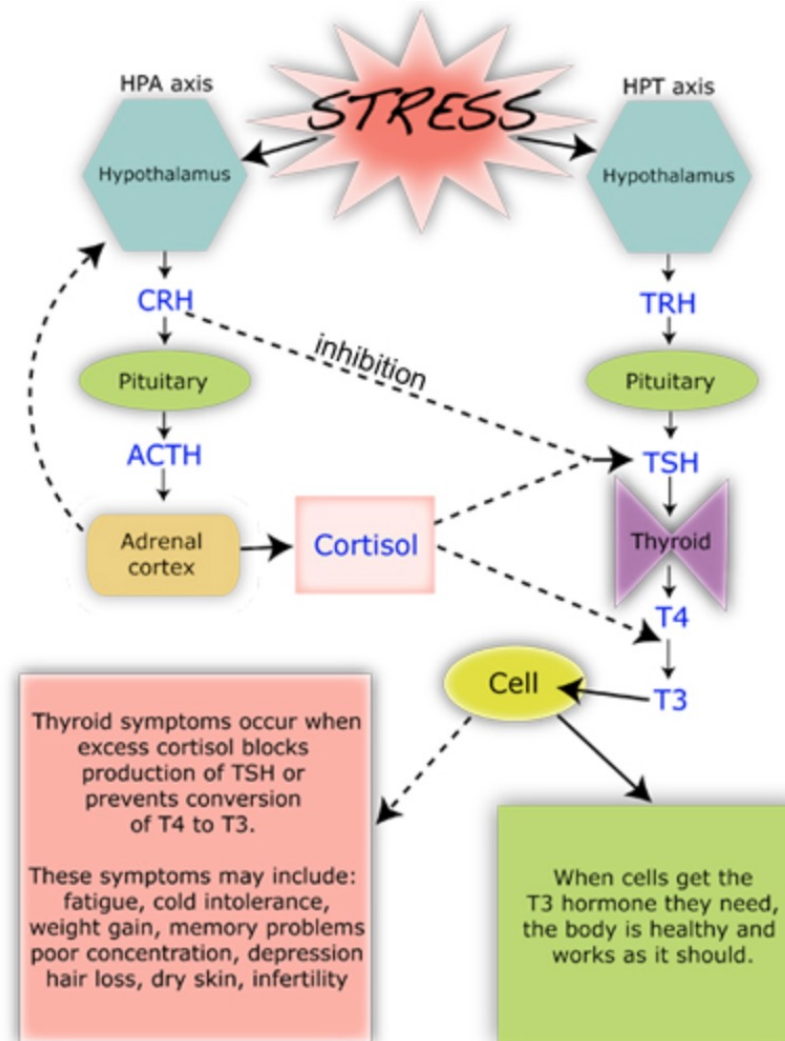 STRESS
HPA axis
HPT axis
Hypothalamus
Hypothalamus
CRH
TRH
inhibition
Pituitary
Pituitary
ACTH
TSH
Adrenal
cortex
Cortisol
Thyroid
T4
T3
Cell
Thyroid symptoms occur when
excess cortisol blocks
production of TSH or
prevents conversion
of T4 to T3.
These symptoms may include:
fatigue, cold intolerance,
weight gain, memory problems
poor concentration, depression
hair loss, dry skin, infertility
When cells get the
T3 hormone they need,
the body is healthy and
works as it should.